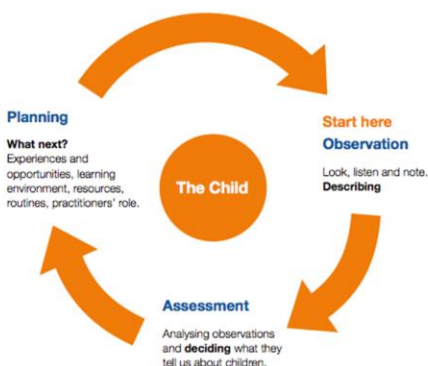 Planning
What next?
Experiences and
opportunities, learning
environment, resources,
routines, practitioners' role.
The Child
Start here
Observation
Look, listen and note.
Describing
Assessment
Analysing observations
and deciding what they
tell us about children.